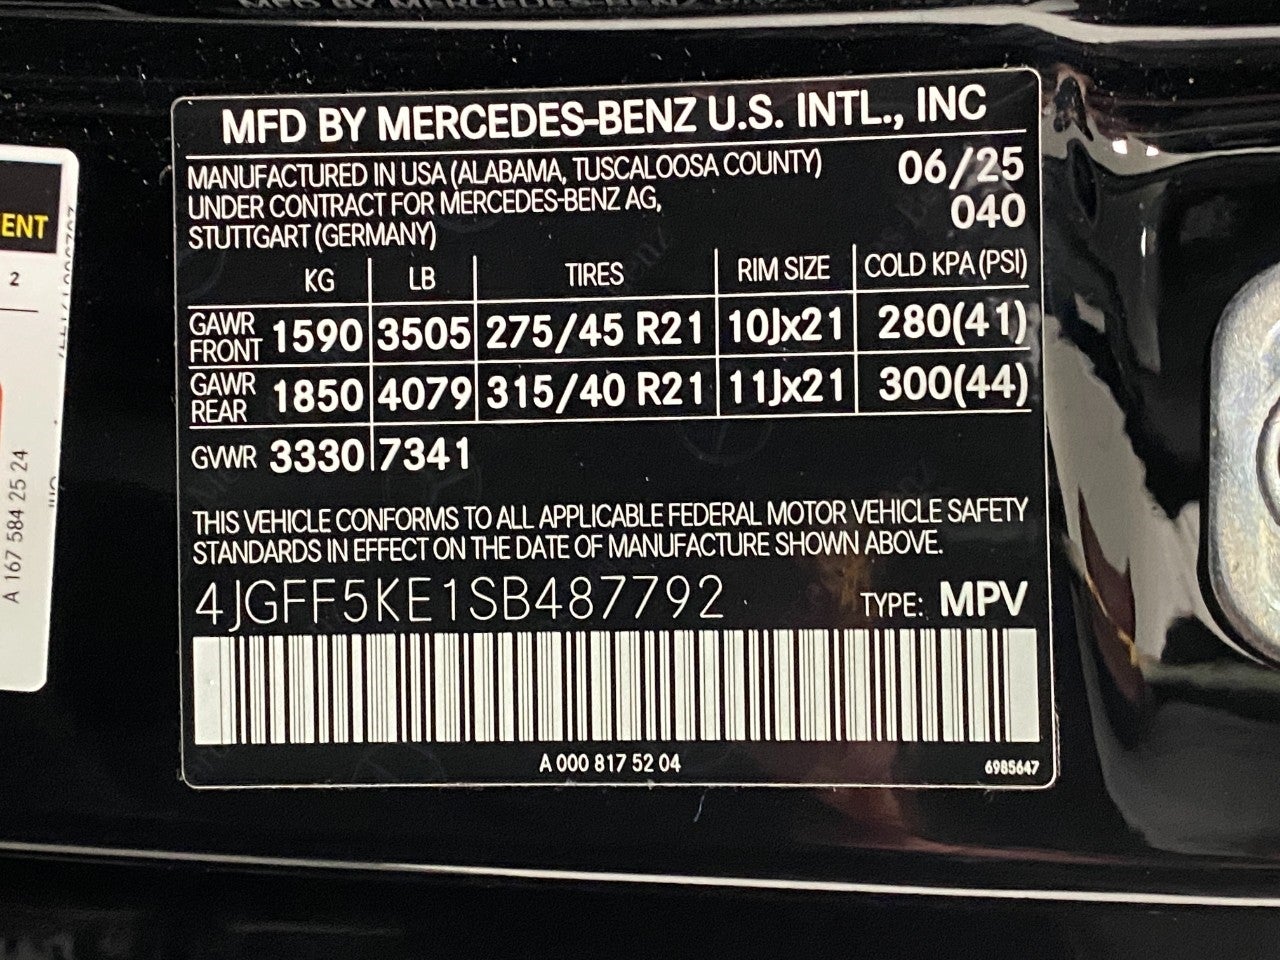 MFD BY MERCEDES-BENZ U.S. INTL., INC
MANUFACTURED IN USA (ALABAMA, TUSCALOOSA COUNTY) 06/25
UNDER CONTRACT FOR MERCEDES-BENZ AG, 040
STUTTGART (GERMANY)
KG LB TIRES RIM SIZE COLD KPA (PSI)
GAWR FRONT 1590 3505 275/45 R21 10Jx21 280(41)
GAWR REAR 1850 4079 315/40 R21 11Jx21 300(44)
GVWR 3330 7341
THIS VEHICLE CONFORMS TO ALL APPLICABLE FEDERAL MOTOR VEHICLE SAFETY
STANDARDS IN EFFECT ON THE DATE OF MANUFACTURE SHOWN ABOVE.
4JGFF5KE1SB487792 TYPE: MPV
A 000 817 52 04 6985647
ENT
2
A 167 584 25 24